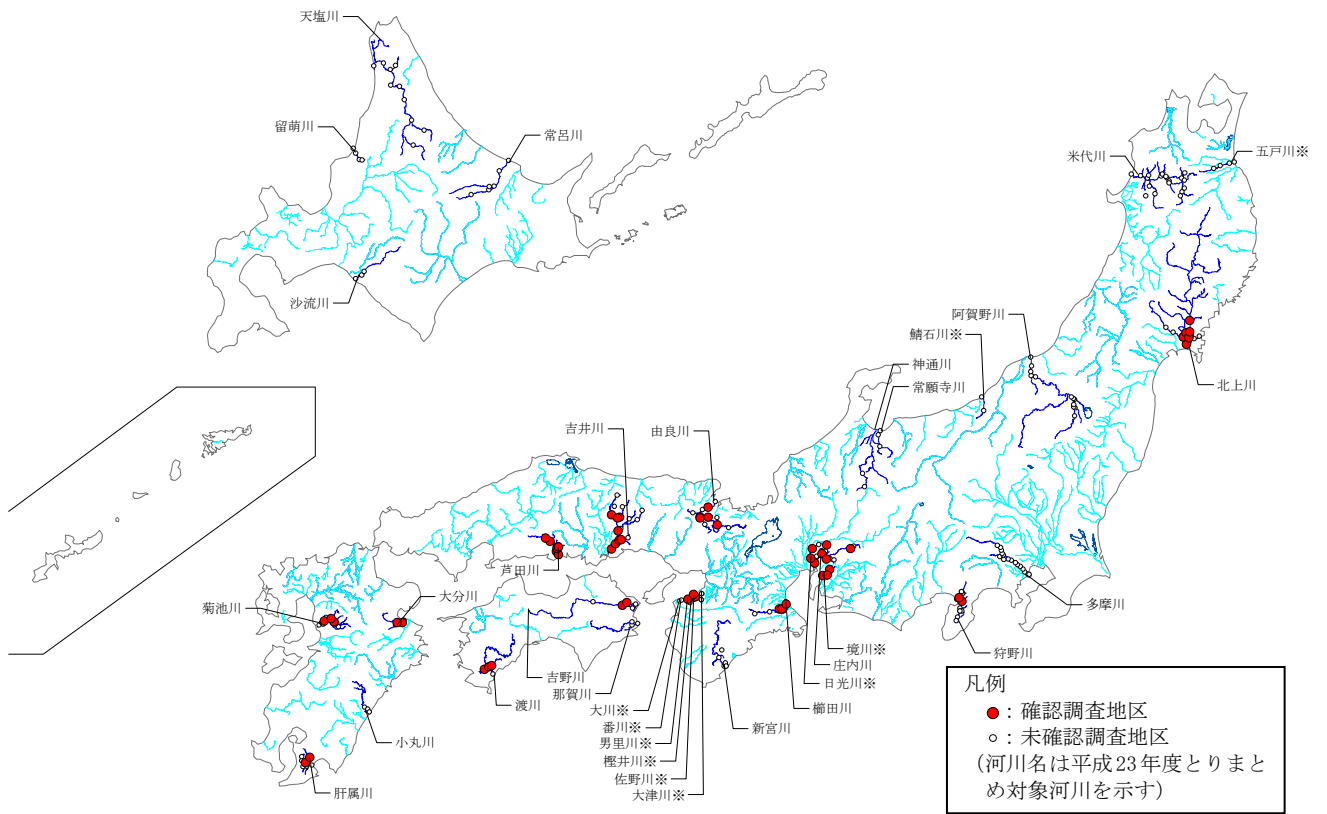 天塩川
留萌川
常呂川
沙流川
米代川
五戸川※
阿賀野川
鯖石川※
神通川
常願寺川
北上川
吉井川
由良川
芦田川
菊池川
大分川
多摩川
狩野川
境川※
庄内川
日光川※
櫛田川
新宮川
吉野川
那賀川
渡川
大川※
番川※
男里川※
樫井川※
佐野川※
大津川※
小丸川
肝属川
凡例
：確認調査地区
：未確認調査地区
(河川名は平成23年度とりまと
め対象河川を示す)